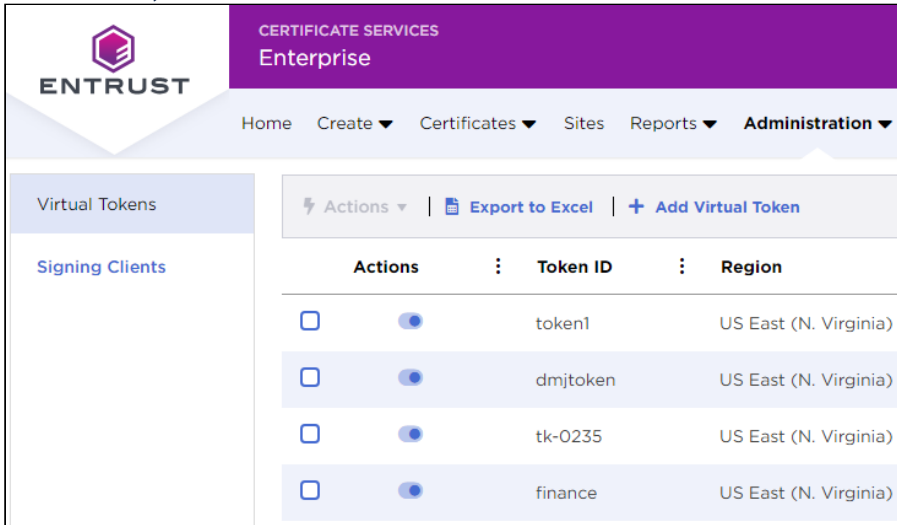 CERTIFICATE SERVICES
Enterprise
ENTRUST
Home Create Certificates Sites Reports Administration
Virtual Tokens
Signing Clients
Actions Export to Excel + Add Virtual Token
Actions Token ID Region
token1 US East (N. Virginia)
dmjtoken US East (N. Virginia)
tk-0235 US East (N. Virginia)
finance US East (N. Virginia)